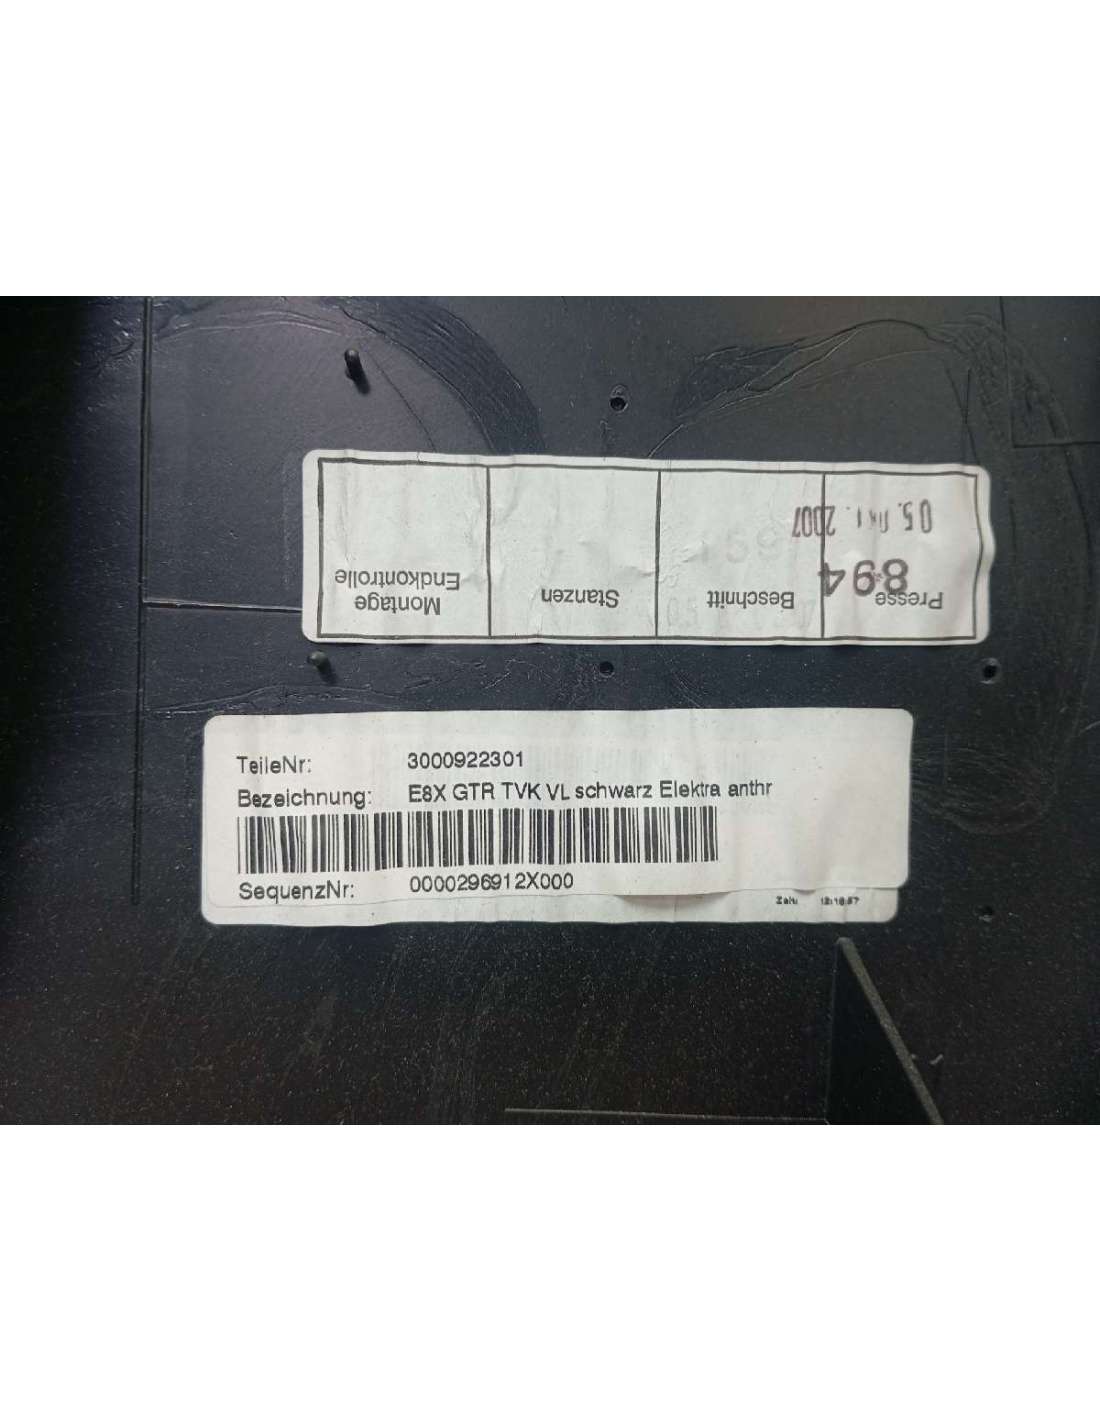 Presse
Beschnitt
Stanzen
Montage
Endkontrolle
894
05. OKT. 2007
TeileNr: 3000922301
Bezeichnung: E8X GTR TVK VL schwarz Elektra anthr
SequenzNr: 0000296912X000
Zeit: